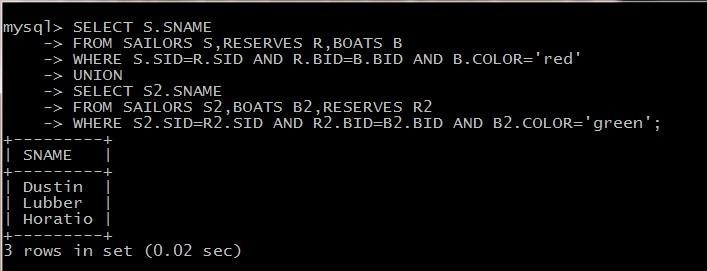 mysql> SELECT S.SNAME
    -> FROM SAILORS S,RESERVES R,BOATS B
    -> WHERE S.SID=R.SID AND R.BID=B.BID AND B.COLOR='red'
    -> UNION
    -> SELECT S2.SNAME
    -> FROM SAILORS S2,BOATS B2,RESERVES R2
    -> WHERE S2.SID=R2.SID AND R2.BID=B2.BID AND B2.COLOR='green';
+---------+
| SNAME   |
+---------+
| Dustin  |
| Lubber  |
| Horatio |
+---------+
3 rows in set (0.02 sec)